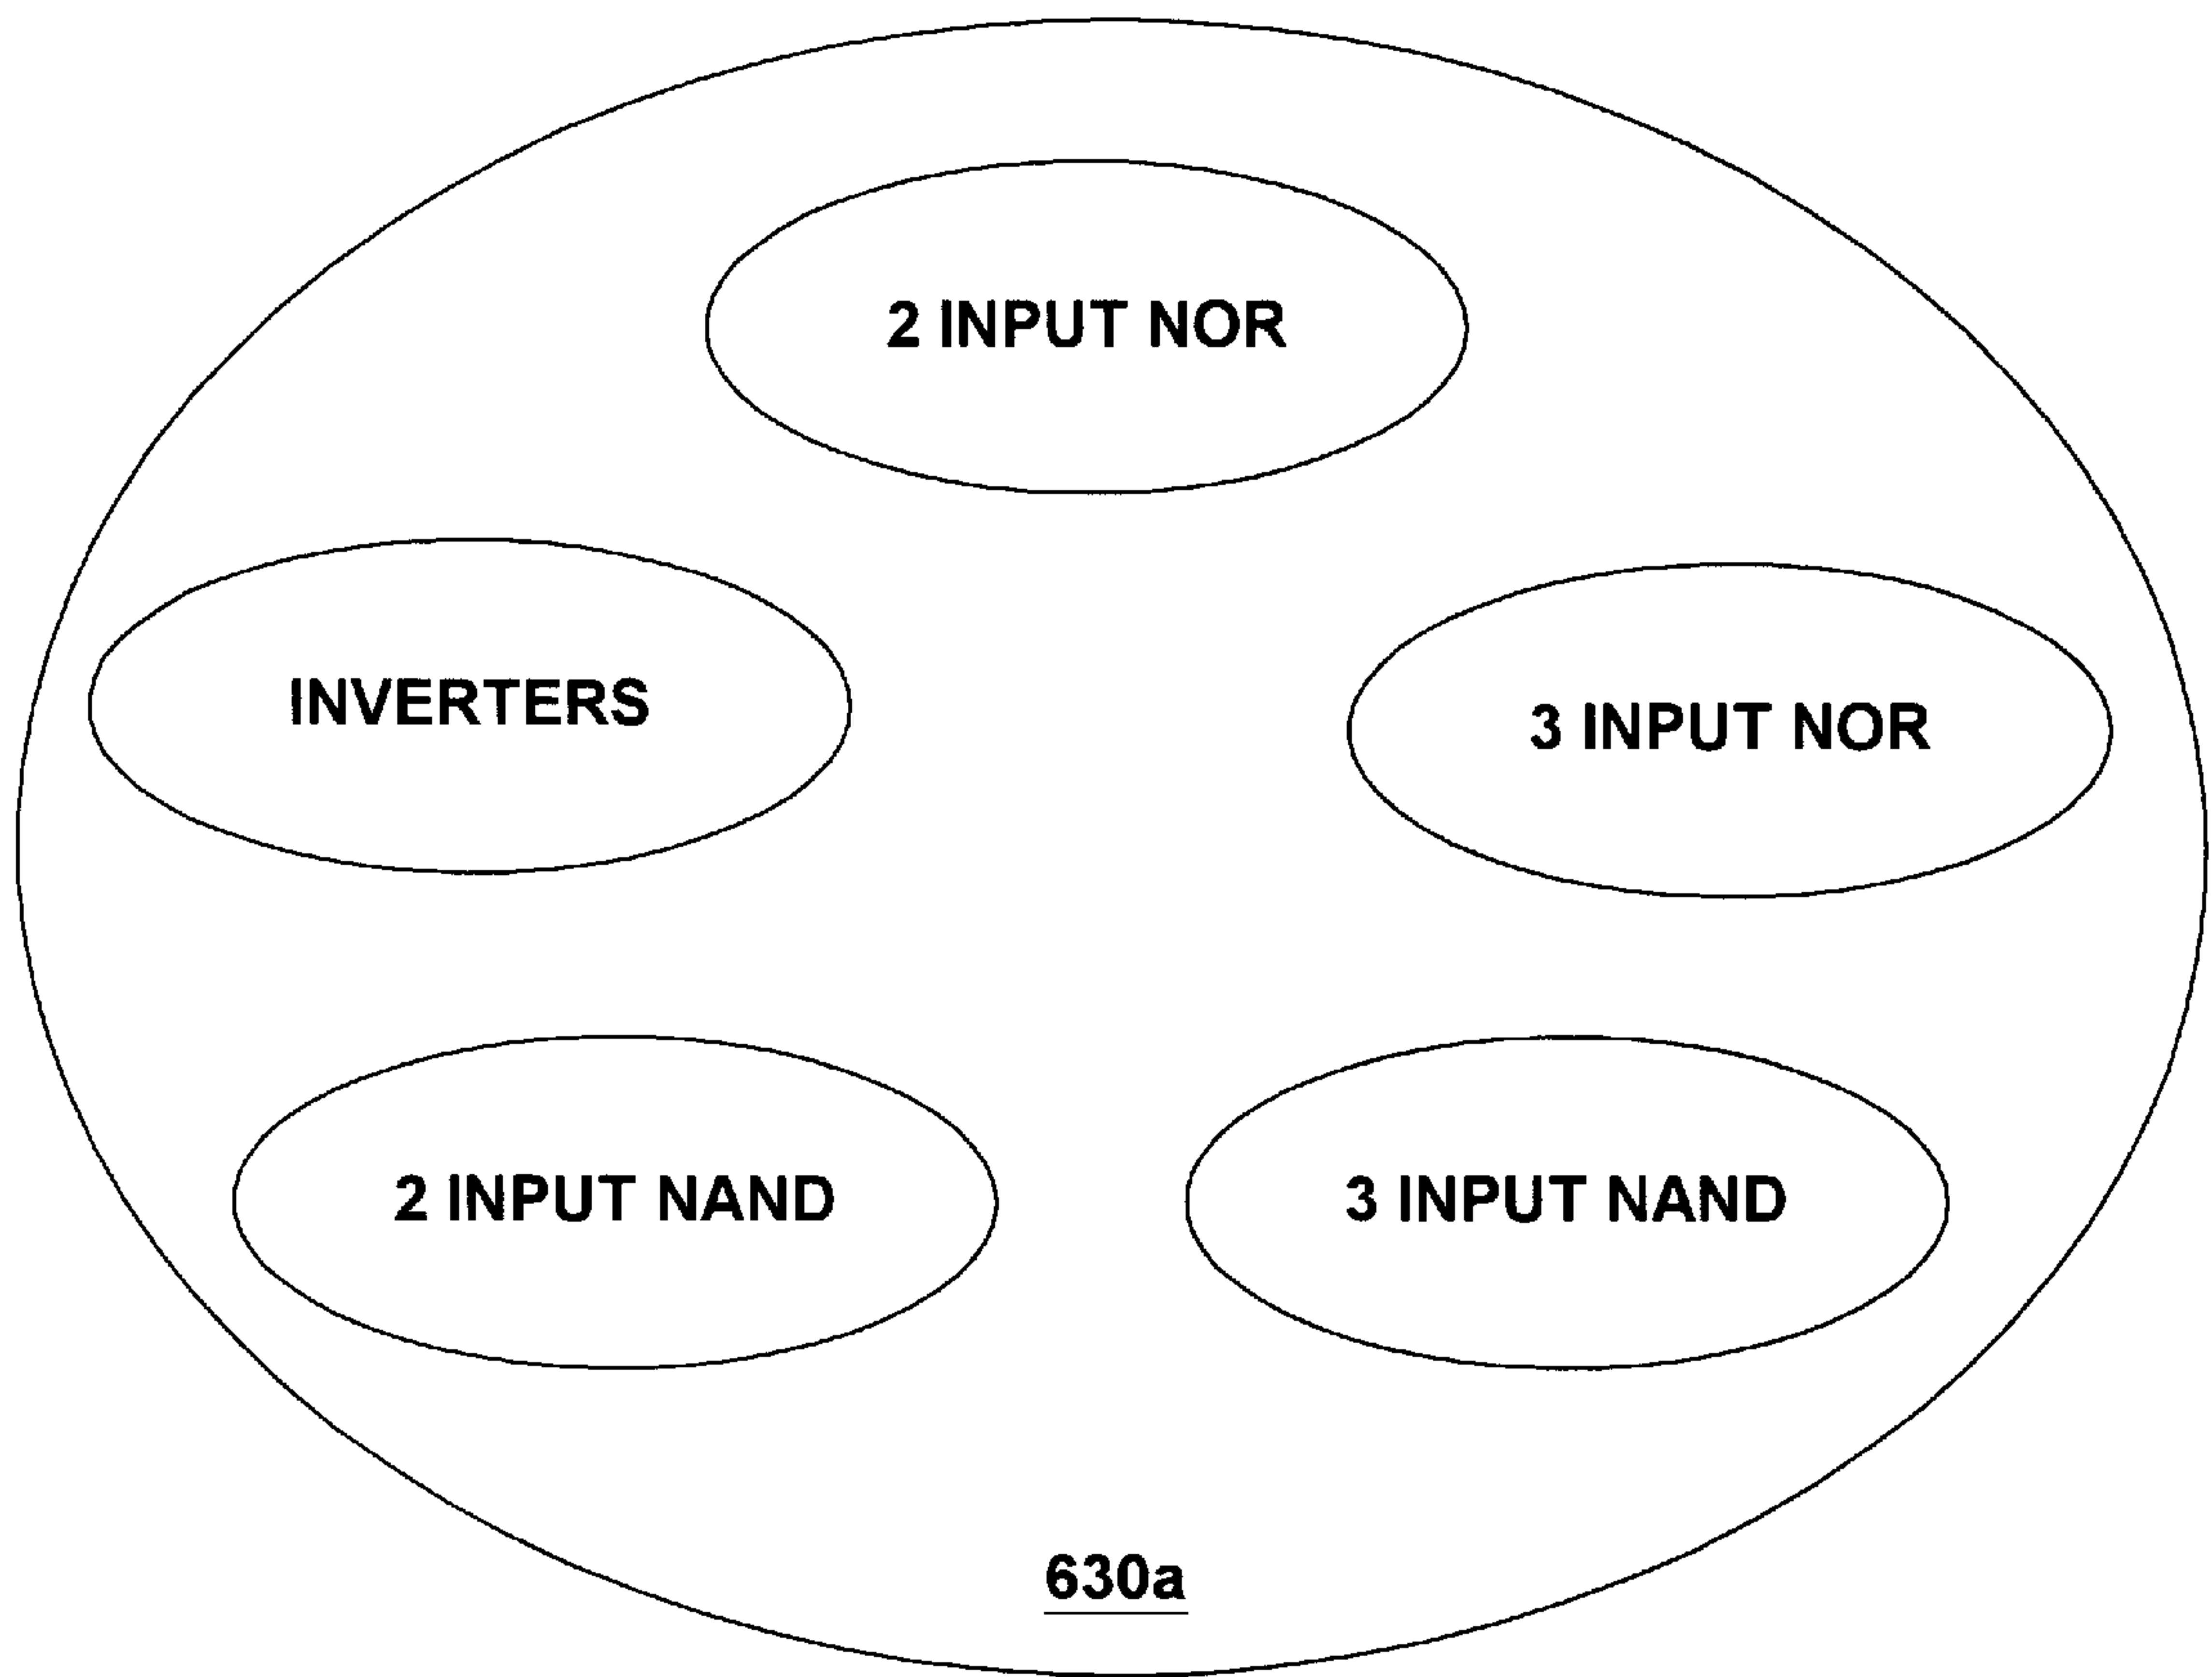 2 INPUT NOR
INVERTERS
3 INPUT NOR
2 INPUT NAND
3 INPUT NAND
630a